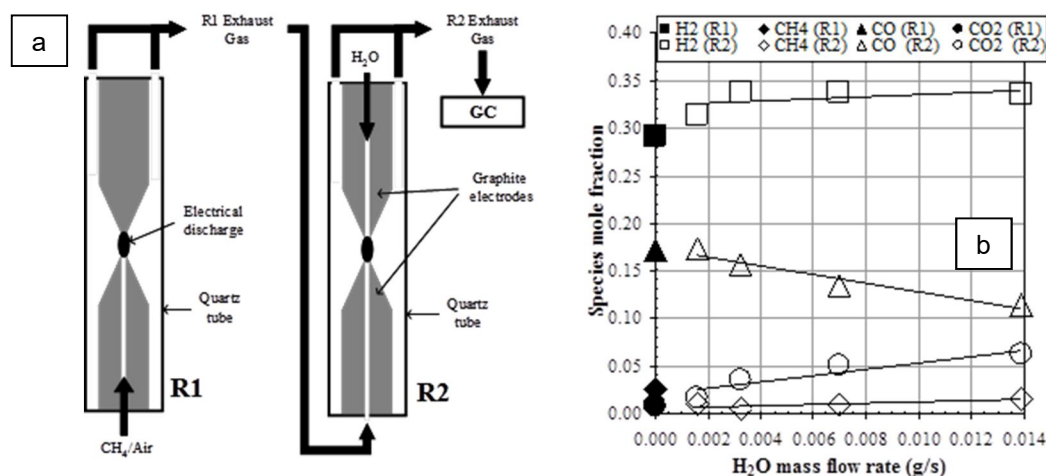 a
R1 Exhaust
Gas
R2 Exhaust
Gas
H2O
GC
Graphite
electrodes
Electrical
discharge
Quartz
tube
Quartz
tube
R1
R2
CH4/Air
b
H2 (R1) CH4 (R1) CO (R1) CO2 (R1)
H2 (R2) CH4 (R2) CO (R2) CO2 (R2)
Species mole fraction
0.40
0.35
0.30
0.25
0.20
0.15
0.10
0.05
0.00
0.000 0.002 0.004 0.006 0.008 0.010 0.012 0.014
H2O mass flow rate (g/s)